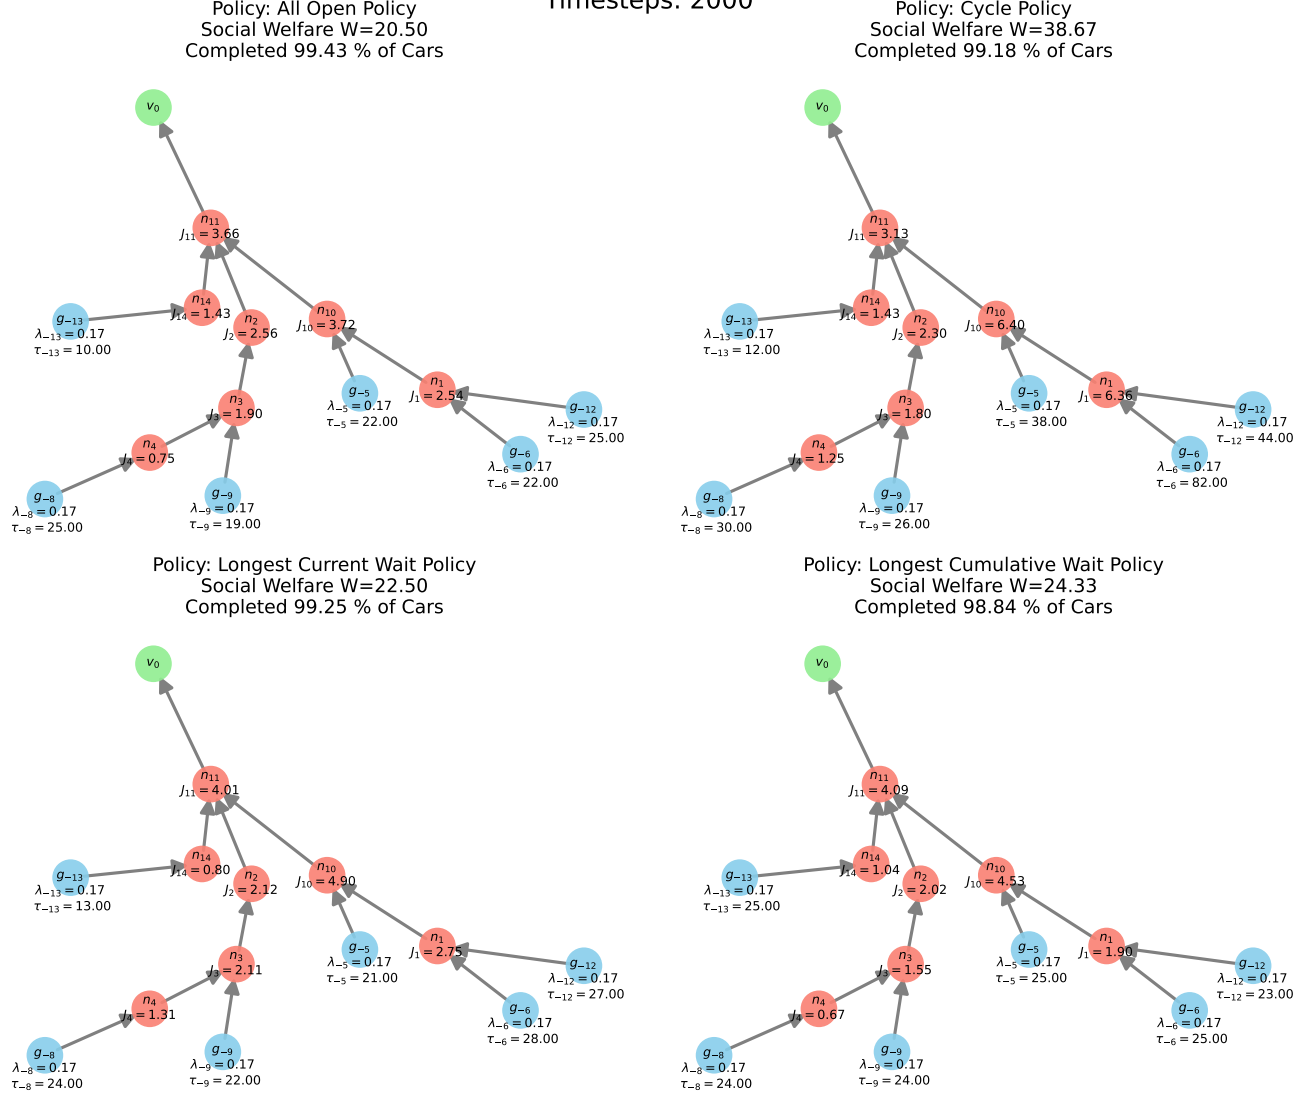 Timesteps: 2000
Policy: All Open Policy
Social Welfare W=20.50
Completed 99.43 % of Cars
v₀
n₁₁
J₁₁ = 3.66
n₁₄
J₁₄ = 1.43
n₂
J₂ = 2.56
n₁₀
J₁₀ = 3.72
g₋₁₃
λ₋₁₃ = 0.17
τ₋₁₃ = 10.00
n₃
J₃ = 1.90
g₋₅
λ₋₅ = 0.17
τ₋₅ = 22.00
n₁
J₁ = 2.54
g₋₁₂
λ₋₁₂ = 0.17
τ₋₁₂ = 25.00
n₄
J₄ = 0.75
g₋₆
λ₋₆ = 0.17
τ₋₆ = 22.00
g₋₈
λ₋₈ = 0.17
τ₋₈ = 25.00
g₋₉
λ₋₉ = 0.17
τ₋₉ = 19.00
Policy: Cycle Policy
Social Welfare W=38.67
Completed 99.18 % of Cars
v₀
n₁₁
J₁₁ = 3.13
n₁₄
J₁₄ = 1.43
n₂
J₂ = 2.30
n₁₀
J₁₀ = 6.40
g₋₁₃
λ₋₁₃ = 0.17
τ₋₁₃ = 12.00
n₃
J₃ = 1.80
g₋₅
λ₋₅ = 0.17
τ₋₅ = 38.00
n₁
J₁ = 6.36
g₋₁₂
λ₋₁₂ = 0.17
τ₋₁₂ = 44.00
n₄
J₄ = 1.25
g₋₆
λ₋₆ = 0.17
τ₋₆ = 82.00
g₋₈
λ₋₈ = 0.17
τ₋₈ = 30.00
g₋₉
λ₋₉ = 0.17
τ₋₉ = 26.00
Policy: Longest Current Wait Policy
Social Welfare W=22.50
Completed 99.25 % of Cars
v₀
n₁₁
J₁₁ = 4.01
n₁₄
J₁₄ = 0.80
n₂
J₂ = 2.12
n₁₀
J₁₀ = 4.90
g₋₁₃
λ₋₁₃ = 0.17
τ₋₁₃ = 13.00
n₃
J₃ = 2.11
g₋₅
λ₋₅ = 0.17
τ₋₅ = 21.00
n₁
J₁ = 2.75
g₋₁₂
λ₋₁₂ = 0.17
τ₋₁₂ = 27.00
n₄
J₄ = 1.31
g₋₆
λ₋₆ = 0.17
τ₋₆ = 28.00
g₋₈
λ₋₈ = 0.17
τ₋₈ = 24.00
g₋₉
λ₋₉ = 0.17
τ₋₉ = 22.00
Policy: Longest Cumulative Wait Policy
Social Welfare W=24.33
Completed 98.84 % of Cars
v₀
n₁₁
J₁₁ = 4.09
n₁₄
J₁₄ = 1.04
n₂
J₂ = 2.02
n₁₀
J₁₀ = 4.53
g₋₁₃
λ₋₁₃ = 0.17
τ₋₁₃ = 25.00
n₃
J₃ = 1.55
g₋₅
λ₋₅ = 0.17
τ₋₅ = 25.00
n₁
J₁ = 1.90
g₋₁₂
λ₋₁₂ = 0.17
τ₋₁₂ = 23.00
n₄
J₄ = 0.67
g₋₆
λ₋₆ = 0.17
τ₋₆ = 25.00
g₋₈
λ₋₈ = 0.17
τ₋₈ = 24.00
g₋₉
λ₋₉ = 0.17
τ₋₉ = 24.00